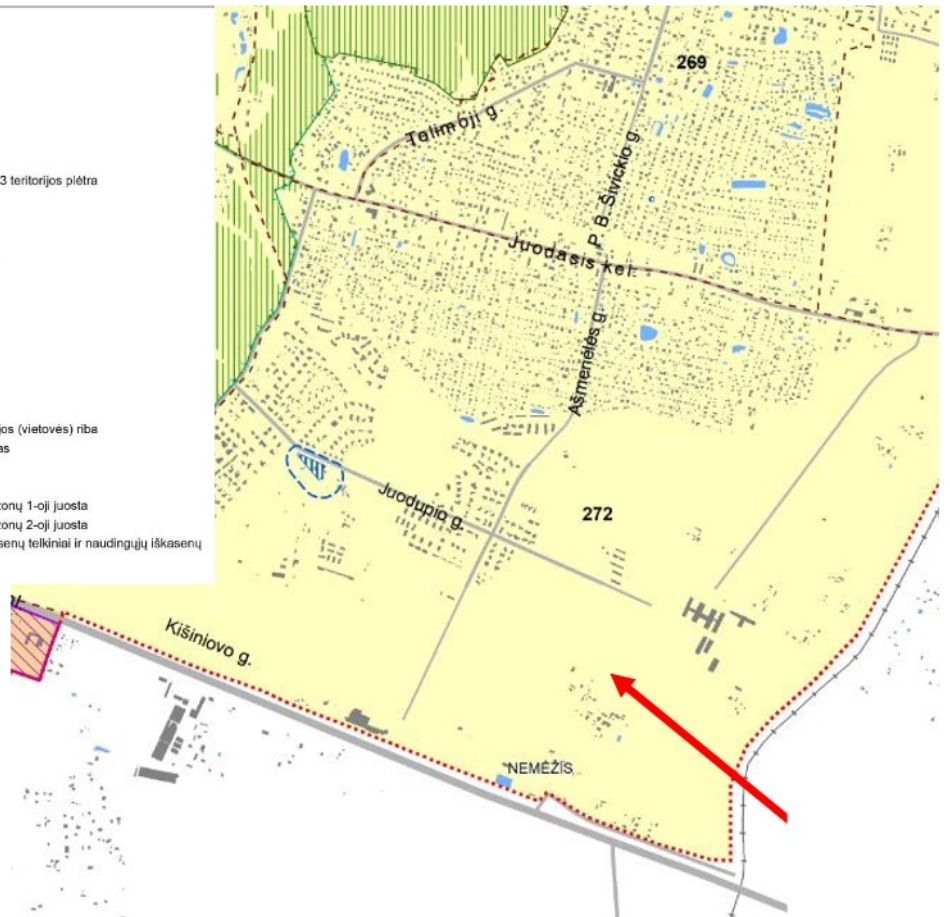 3 teritorijos plėtra
jos (vietovės) riba
as
zonų 1-oji juosta
zonų 2-oji juosta
senų telkiniai ir naudingųjų iškasenų
269
Telimoji g.
P. B. Šivickio g.
Juodasis kel.
Ašmenėlės g.
Juodupio g.
272
Kišiniovo g.
NEMĖŽIS